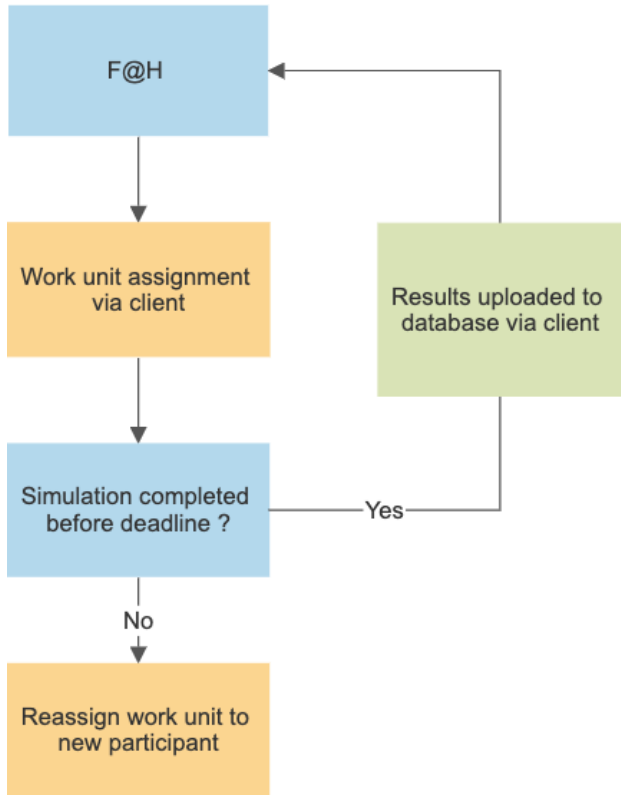 F@H
Work unit assignment
via client
Results uploaded to
database via client
Simulation completed
before deadline ?
Yes
No
Reassign work unit to
new participant